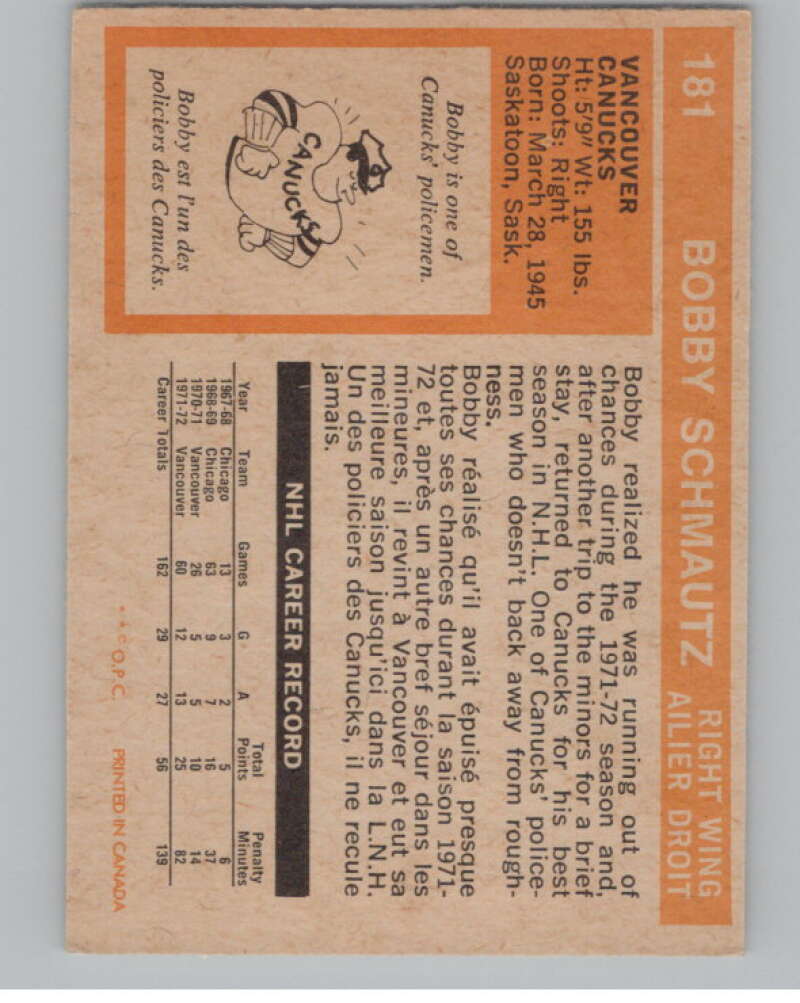 181 BOBBY SCHMAUTZ
RIGHT WING
AILIER DROIT
VANCOUVER
CANUCKS
Ht: 5'9" Wt: 155 lbs.
Shoots: Right
Born: March 28, 1945
Saskatoon, Sask.
Bobby is one of
Canucks' policemen.
CANUCKS
Bobby est l'un des
policiers des Canucks.
Bobby realized he was running out of
chances during the 1971-72 season and,
after another trip to the minors for a brief
stay, returned to Canucks for his best
season in N.H.L. One of Canucks' police-
men who doesn't back away from rough-
ness.
Bobby réalisé qu'il avait épuisé presque
toutes ses chances durant la saison 1971-
72 et, après un autre bref séjour dans les
mineures, il revint à Vancouver et eut sa
meilleure saison jusqu'ici dans la L.N.H.
Un des policiers des Canucks, il ne recule
jamais.
NHL CAREER RECORD
Year Team Games G A Total Points Penalty Minutes
1967-68 Chicago 13 3 2 5 6
1968-69 Chicago 63 9 7 16 37
1970-71 Vancouver 26 5 5 10 14
1971-72 Vancouver 60 12 13 25 82
Career Totals 162 29 27 56 139
O.P.C. PRINTED IN CANADA